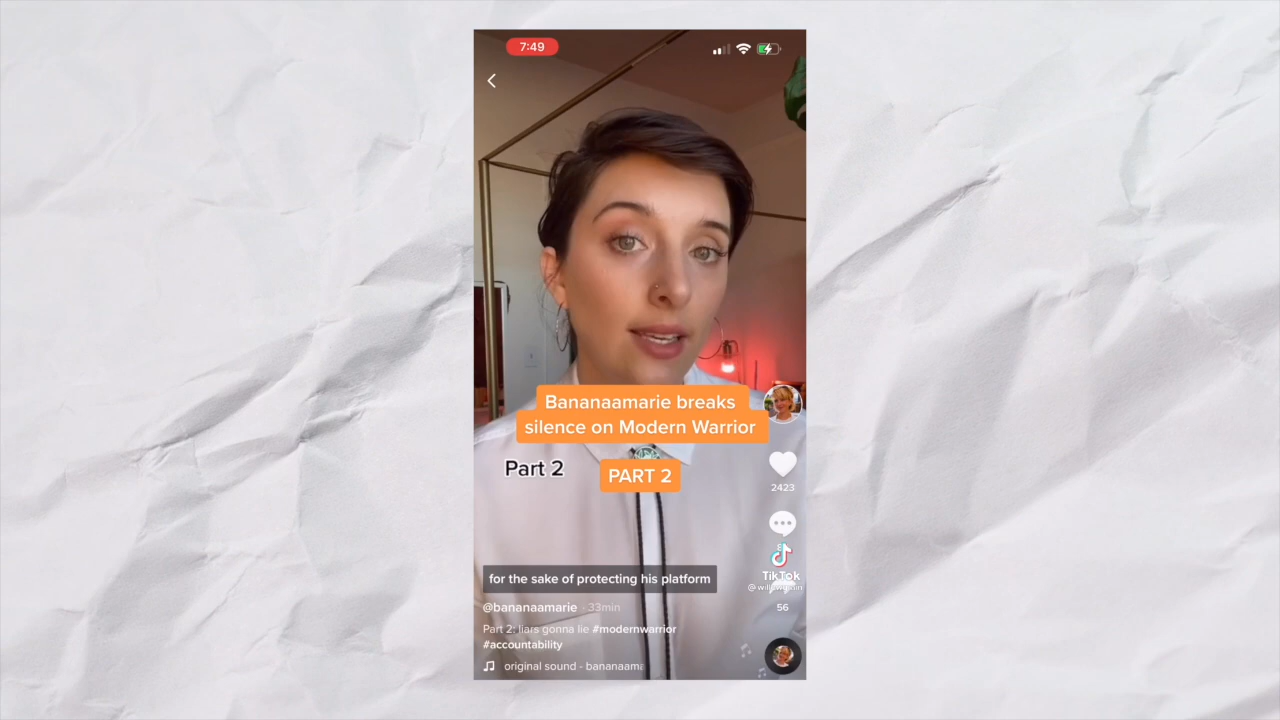 7:49
Bananaamarie breaks
silence on Modern Warrior
Part 2
PART 2
2423
for the sake of protecting his platform
TikTok
@bananaamarie · 33min
56
Part 2: liars gonna lie #modernwarrior
#accountability
original sound - bananaama